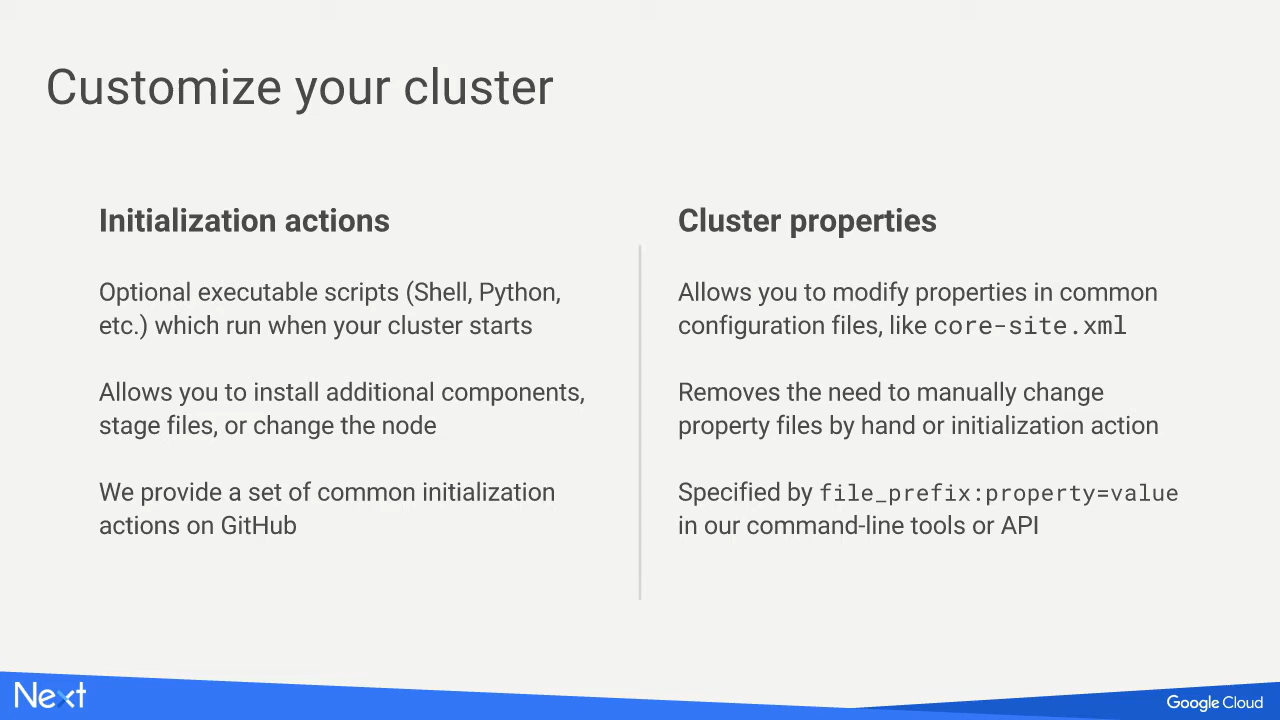 Customize your cluster
Initialization actions
Optional executable scripts (Shell, Python,
etc.) which run when your cluster starts
Allows you to install additional components,
stage files, or change the node
We provide a set of common initialization
actions on GitHub
Cluster properties
Allows you to modify properties in common
configuration files, like core-site.xml
Removes the need to manually change
property files by hand or initialization action
Specified by file_prefix:property=value
in our command-line tools or API
Next
Google Cloud